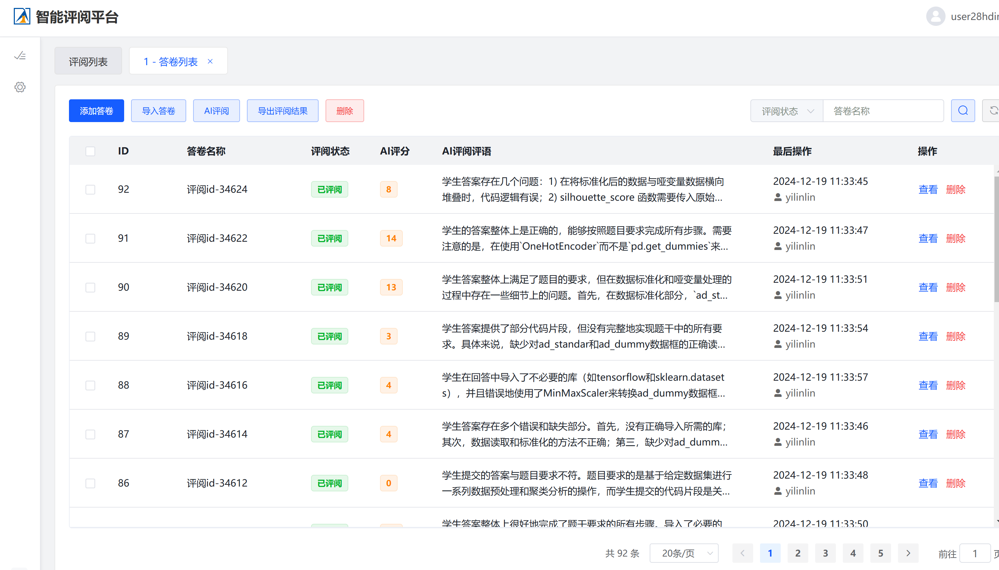 智能评阅平台
user28hdin
评阅列表
1 - 答卷列表 ×
添加答卷 导入答卷 AI评阅 导出评阅结果 删除 评阅状态 答卷名称
ID 答卷名称 评阅状态 AI评分 AI评阅评语 最后操作 操作
92 评阅id-34624 已评阅 8 学生答案存在几个问题：1) 在将标准化后的数据与哑变量数据横向 2024-12-19 11:33:45 查看 删除
堆叠时，代码逻辑有误；2) silhouette_score 函数需要传入原始... yilinlin
91 评阅id-34622 已评阅 14 学生的答案整体上是正确的，能够按照题目要求完成所有步骤。需要 2024-12-19 11:33:47 查看 删除
注意的是，在使用`OneHotEncoder`而不是`pd.get_dummies`来... yilinlin
90 评阅id-34620 已评阅 13 学生答案整体上满足了题目的要求，但在数据标准化和哑变量处理的 2024-12-19 11:33:51 查看 删除
过程中存在一些细节上的问题。首先，在数据标准化部分，`ad_st... yilinlin
89 评阅id-34618 已评阅 3 学生答案提供了部分代码片段，但没有完整地实现题干中的所有要 2024-12-19 11:33:54 查看 删除
求。具体来说，缺少对ad_standar和ad_dummy数据框的正确读... yilinlin
88 评阅id-34616 已评阅 4 学生在回答中导入了不必要的库（如tensorflow和sklearn.dataset 2024-12-19 11:33:57 查看 删除
s），并且错误地使用了MinMaxScaler来转换ad_dummy数据框... yilinlin
87 评阅id-34614 已评阅 4 学生答案存在多个错误和缺失部分。首先，没有正确导入所需的库； 2024-12-19 11:33:46 查看 删除
其次，数据读取和标准化的方法不正确；第三，缺少对ad_dumm... yilinlin
86 评阅id-34612 已评阅 0 学生提交的答案与题目要求不符。题目要求的是基于给定数据集进行 2024-12-19 11:33:48 查看 删除
一系列数据预处理和聚类分析的操作，而学生提交的代码片段是关... yilinlin
学生答案整体上很好地完成了题干要求的所有步骤。导入了必要的 2024-12-19 11:33:50
共 92 条 20条/页 1 2 3 4 5 前往 1 页